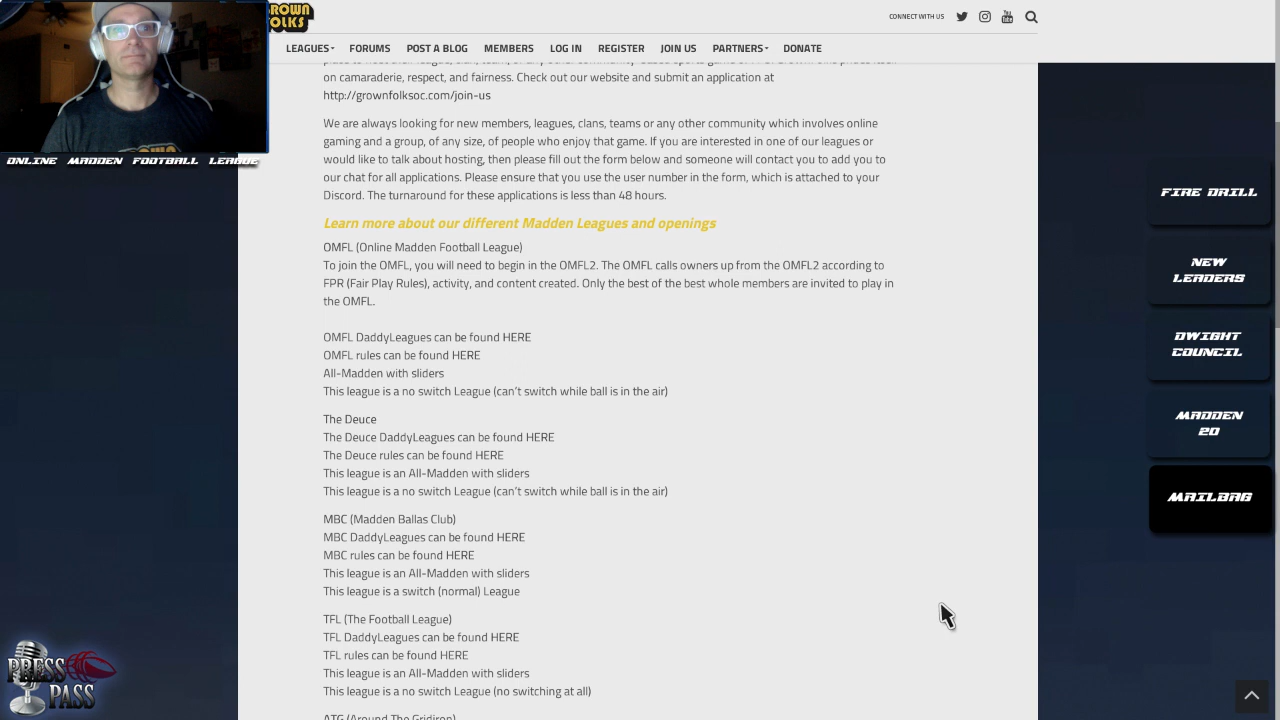 GROWN
FOLKS
CONNECT WITH US
LEAGUES FORUMS POST A BLOG MEMBERS LOG IN REGISTER JOIN US PARTNERS DONATE
on camaraderie, respect, and fairness. Check out our website and submit an application at
http://grownfolksoc.com/join-us
We are always looking for new members, leagues, clans, teams or any other community which involves online
gaming and a group, of any size, of people who enjoy that game. If you are interested in one of our leagues or
would like to talk about hosting, then please fill out the form below and someone will contact you to add you to
our chat for all applications. Please ensure that you use the user number in the form, which is attached to your
Discord. The turnaround for these applications is less than 48 hours.
Learn more about our different Madden Leagues and openings
OMFL (Online Madden Football League)
To join the OMFL, you will need to begin in the OMFL2. The OMFL calls owners up from the OMFL2 according to
FPR (Fair Play Rules), activity, and content created. Only the best of the best whole members are invited to play in
the OMFL.
OMFL DaddyLeagues can be found HERE
OMFL rules can be found HERE
All-Madden with sliders
This league is a no switch League (can't switch while ball is in the air)
The Deuce
The Deuce DaddyLeagues can be found HERE
The Deuce rules can be found HERE
This league is an All-Madden with sliders
This league is a no switch League (can't switch while ball is in the air)
MBC (Madden Ballas Club)
MBC DaddyLeagues can be found HERE
MBC rules can be found HERE
This league is an All-Madden with sliders
This league is a switch (normal) League
TFL (The Football League)
TFL DaddyLeagues can be found HERE
TFL rules can be found HERE
This league is an All-Madden with sliders
This league is a no switch League (no switching at all)
ATG (Around The Gridiron)
ONLINE MADDEN FOOTBALL LEAGUE
FIRE DRILL
NEW
LEADERS
DWIGHT
COUNCIL
MADDEN
20
MAILBAG
PRESS
PASS